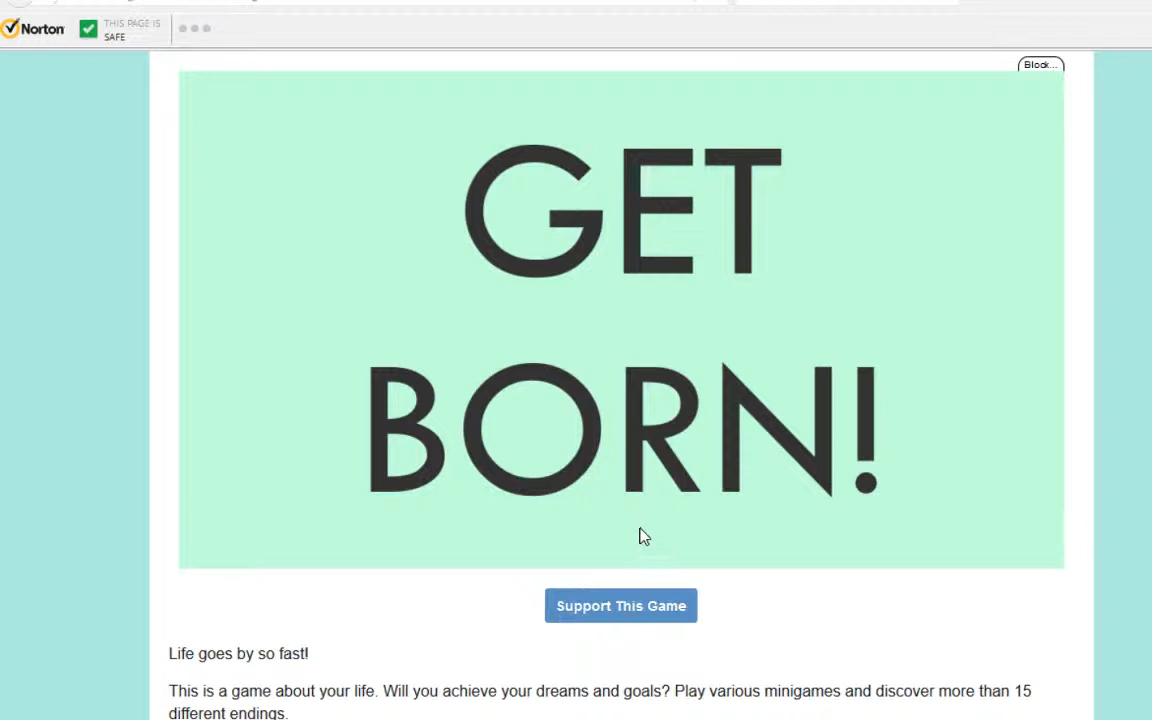 Norton
THIS PAGE IS
SAFE
Block...
GET
BORN!
Support This Game
Life goes by so fast!
This is a game about your life. Will you achieve your dreams and goals? Play various minigames and discover more than 15
different endings.